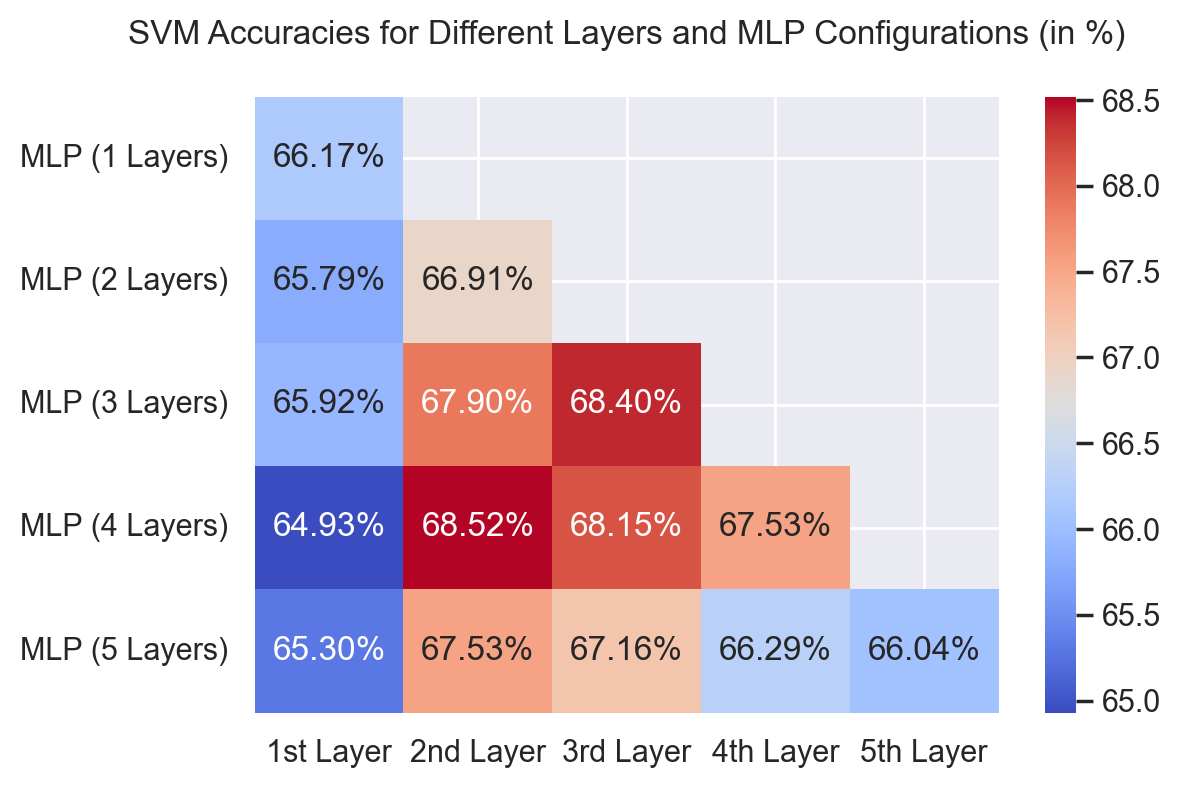 SVM Accuracies for Different Layers and MLP Configurations (in %)
MLP (1 Layers) 66.17%
MLP (2 Layers) 65.79% 66.91%
MLP (3 Layers) 65.92% 67.90% 68.40%
MLP (4 Layers) 64.93% 68.52% 68.15% 67.53%
MLP (5 Layers) 65.30% 67.53% 67.16% 66.29% 66.04%
1st Layer 2nd Layer 3rd Layer 4th Layer 5th Layer
68.5
68.0
67.5
67.0
66.5
66.0
65.5
65.0